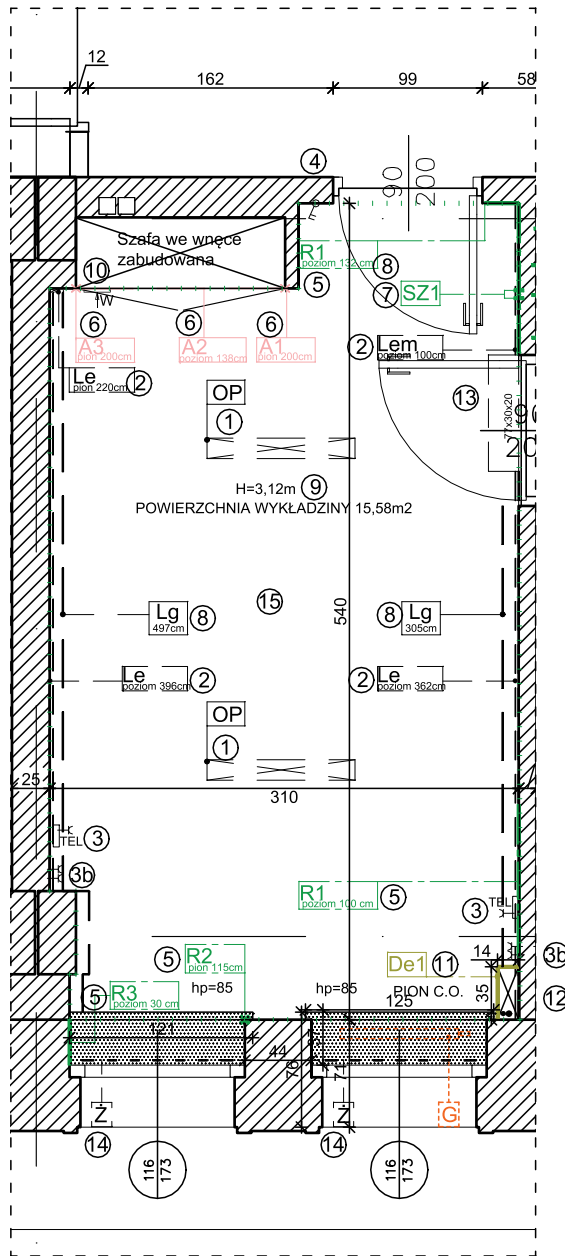 12
162
99
58
4
90
200
Szafa we wnęce
zabudowana
10
W
R1
poziom 132 cm
8
5
7
SZ1
6
6
6
A3
pion 200cm
A2
poziom 138cm
A1
pion 200cm
2
Lem
poziom 100cm
Le
pion 220cm
2
OP
1
13
77x30x20
90
20
H=3,12m
9
POWIERZCHNIA WYKŁADZINY 15,58m2
15
540
Lg
497cm
8
8
Lg
305cm
Le
poziom 396cm
2
2
Le
poziom 362cm
OP
1
25
310
TEL
3
3b
R1
poziom 100 cm
5
TEL
3
5
R2
pion 115cm
De1
11
14
3b
5
R3
poziom 30 cm
hp=85
hp=85
PION C.O.
35
12
125
121
44
76
71
Z
14
Z
14
G
116
173
116
173